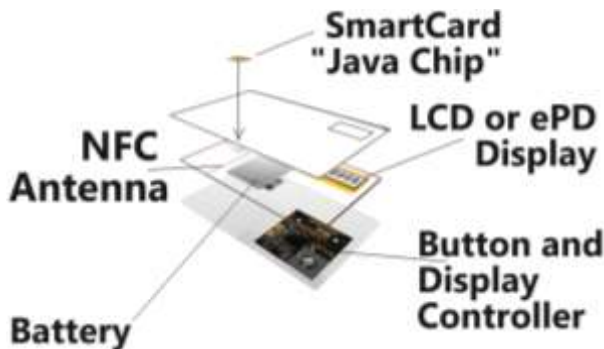 SmartCard
"Java Chip"
LCD or ePD
Display
NFC
Antenna
Button and
Display
Controller
Battery